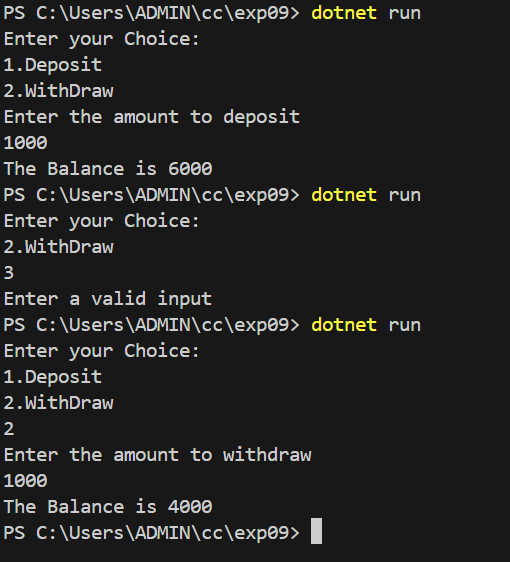 PS C:\Users\ADMIN\cc\exp09> dotnet run
Enter your Choice:
1.Deposit
2.WithDraw
Enter the amount to deposit
1000
The Balance is 6000
PS C:\Users\ADMIN\cc\exp09> dotnet run
Enter your Choice:
2.WithDraw
3
Enter a valid input
PS C:\Users\ADMIN\cc\exp09> dotnet run
Enter your Choice:
1.Deposit
2.WithDraw
2
Enter the amount to withdraw
1000
The Balance is 4000
PS C:\Users\ADMIN\cc\exp09>